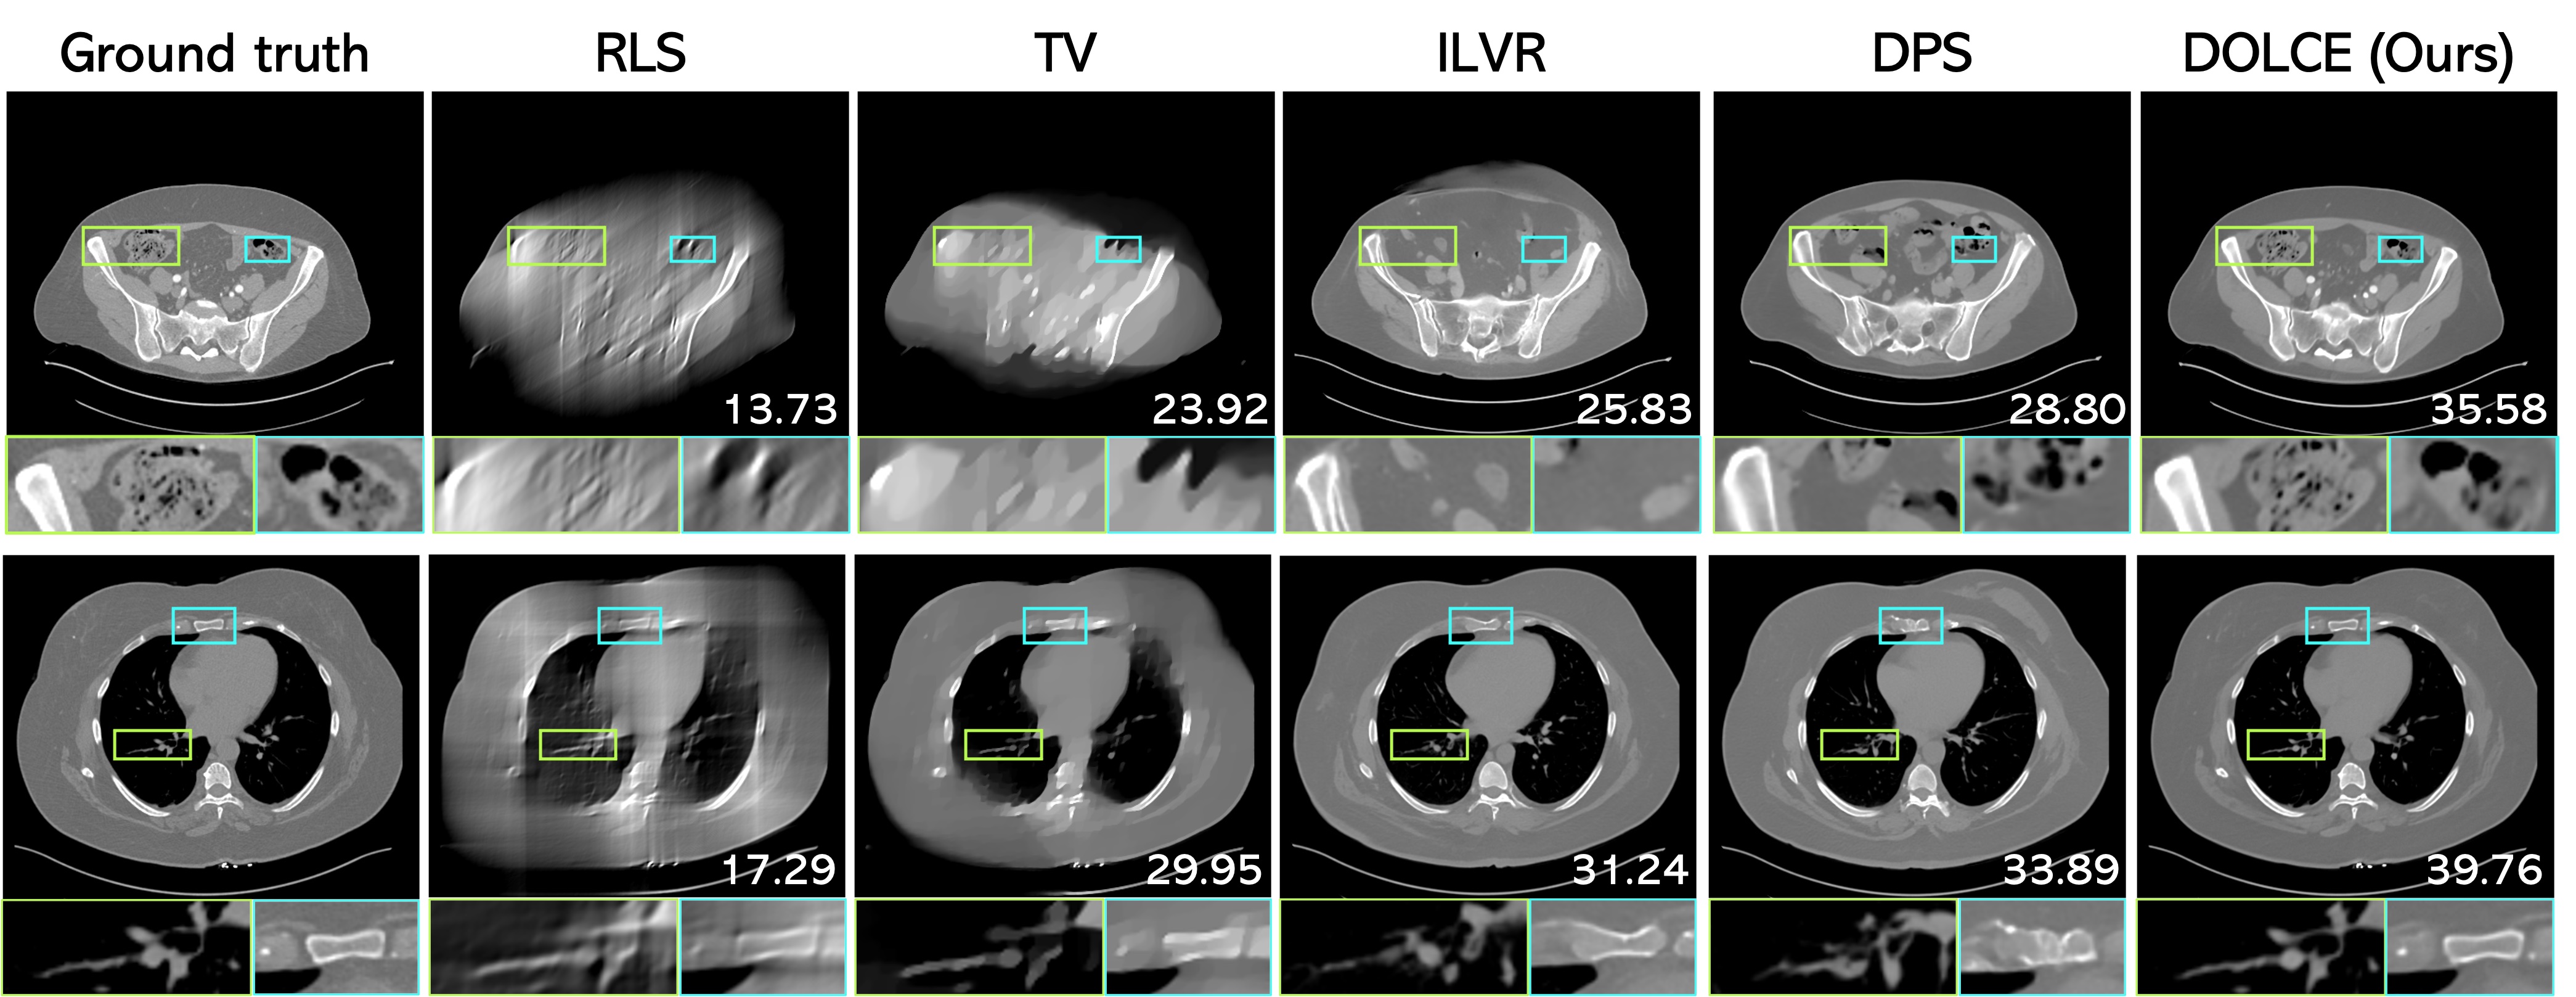 Ground truth RLS TV ILVR DPS DOLCE (Ours)
13.73 23.92 25.83 28.80 35.58
17.29 29.95 31.24 33.89 39.76